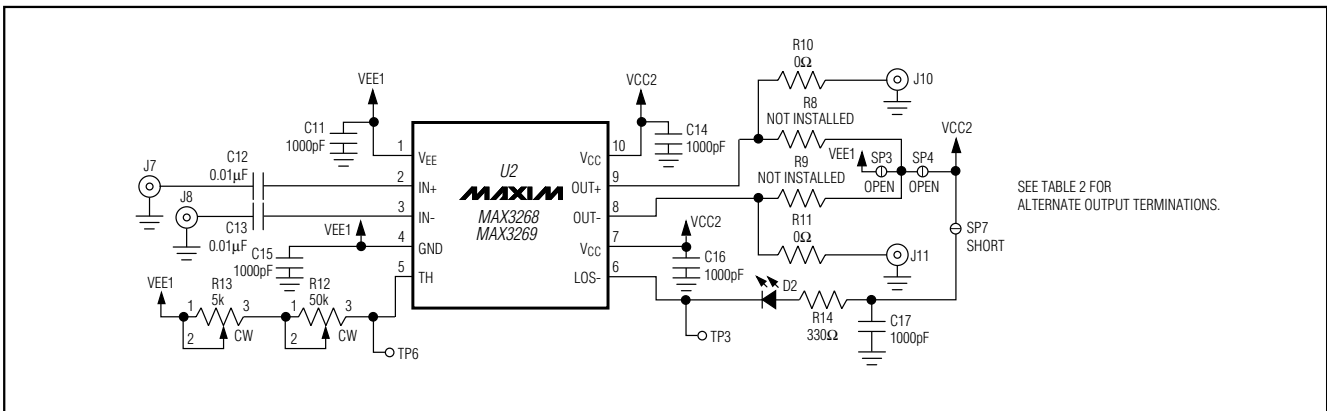 R10
0Ω
J10
VEE1
VCC2
R8
NOT INSTALLED
VCC2
C11
1000pF
C14
1000pF
1
10
VEE
VCC
VEE1
SP3
SP4
OPEN
OPEN
J7
C12
0.01μF
U2
R9
NOT INSTALLED
2
IN+
MAXIM
OUT+
9
SEE TABLE 2 FOR
ALTERNATE OUTPUT TERMINATIONS.
J8
3
IN-
MAX3268
MAX3269
OUT-
8
SP7
SHORT
C13
0.01μF
VEE1
VCC2
R11
0Ω
J11
C15
1000pF
4
GND
VCC
7
C16
1000pF
5
TH
LOS-
6
VEE1
R13
5k
R12
50k
1
3
1
3
2
CW
2
CW
D2
R14
330Ω
C17
1000pF
TP6
TP3